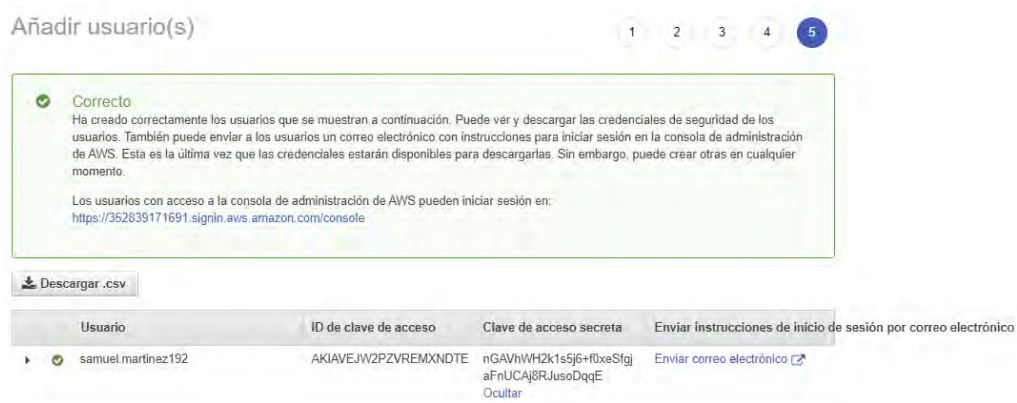 Añadir usuario(s)
1 2 3 4 5
Correcto
Ha creado correctamente los usuarios que se muestran a continuación. Puede ver y descargar las credenciales de seguridad de los
usuarios. También puede enviar a los usuarios un correo electrónico con instrucciones para iniciar sesión en la consola de administración
de AWS. Esta es la última vez que las credenciales estarán disponibles para descargarlas. Sin embargo, puede crear otras en cualquier
momento.
Los usuarios con acceso a la consola de administración de AWS pueden iniciar sesión en:
https://352839171691.signin.aws.amazon.com/console
Descargar .csv
Usuario ID de clave de acceso Clave de acceso secreta Enviar instrucciones de inicio de sesión por correo electrónico
samuel.martinez192 AKIAVEJW2PZVREMXNDTE Enviar correo electrónico
Ocultar